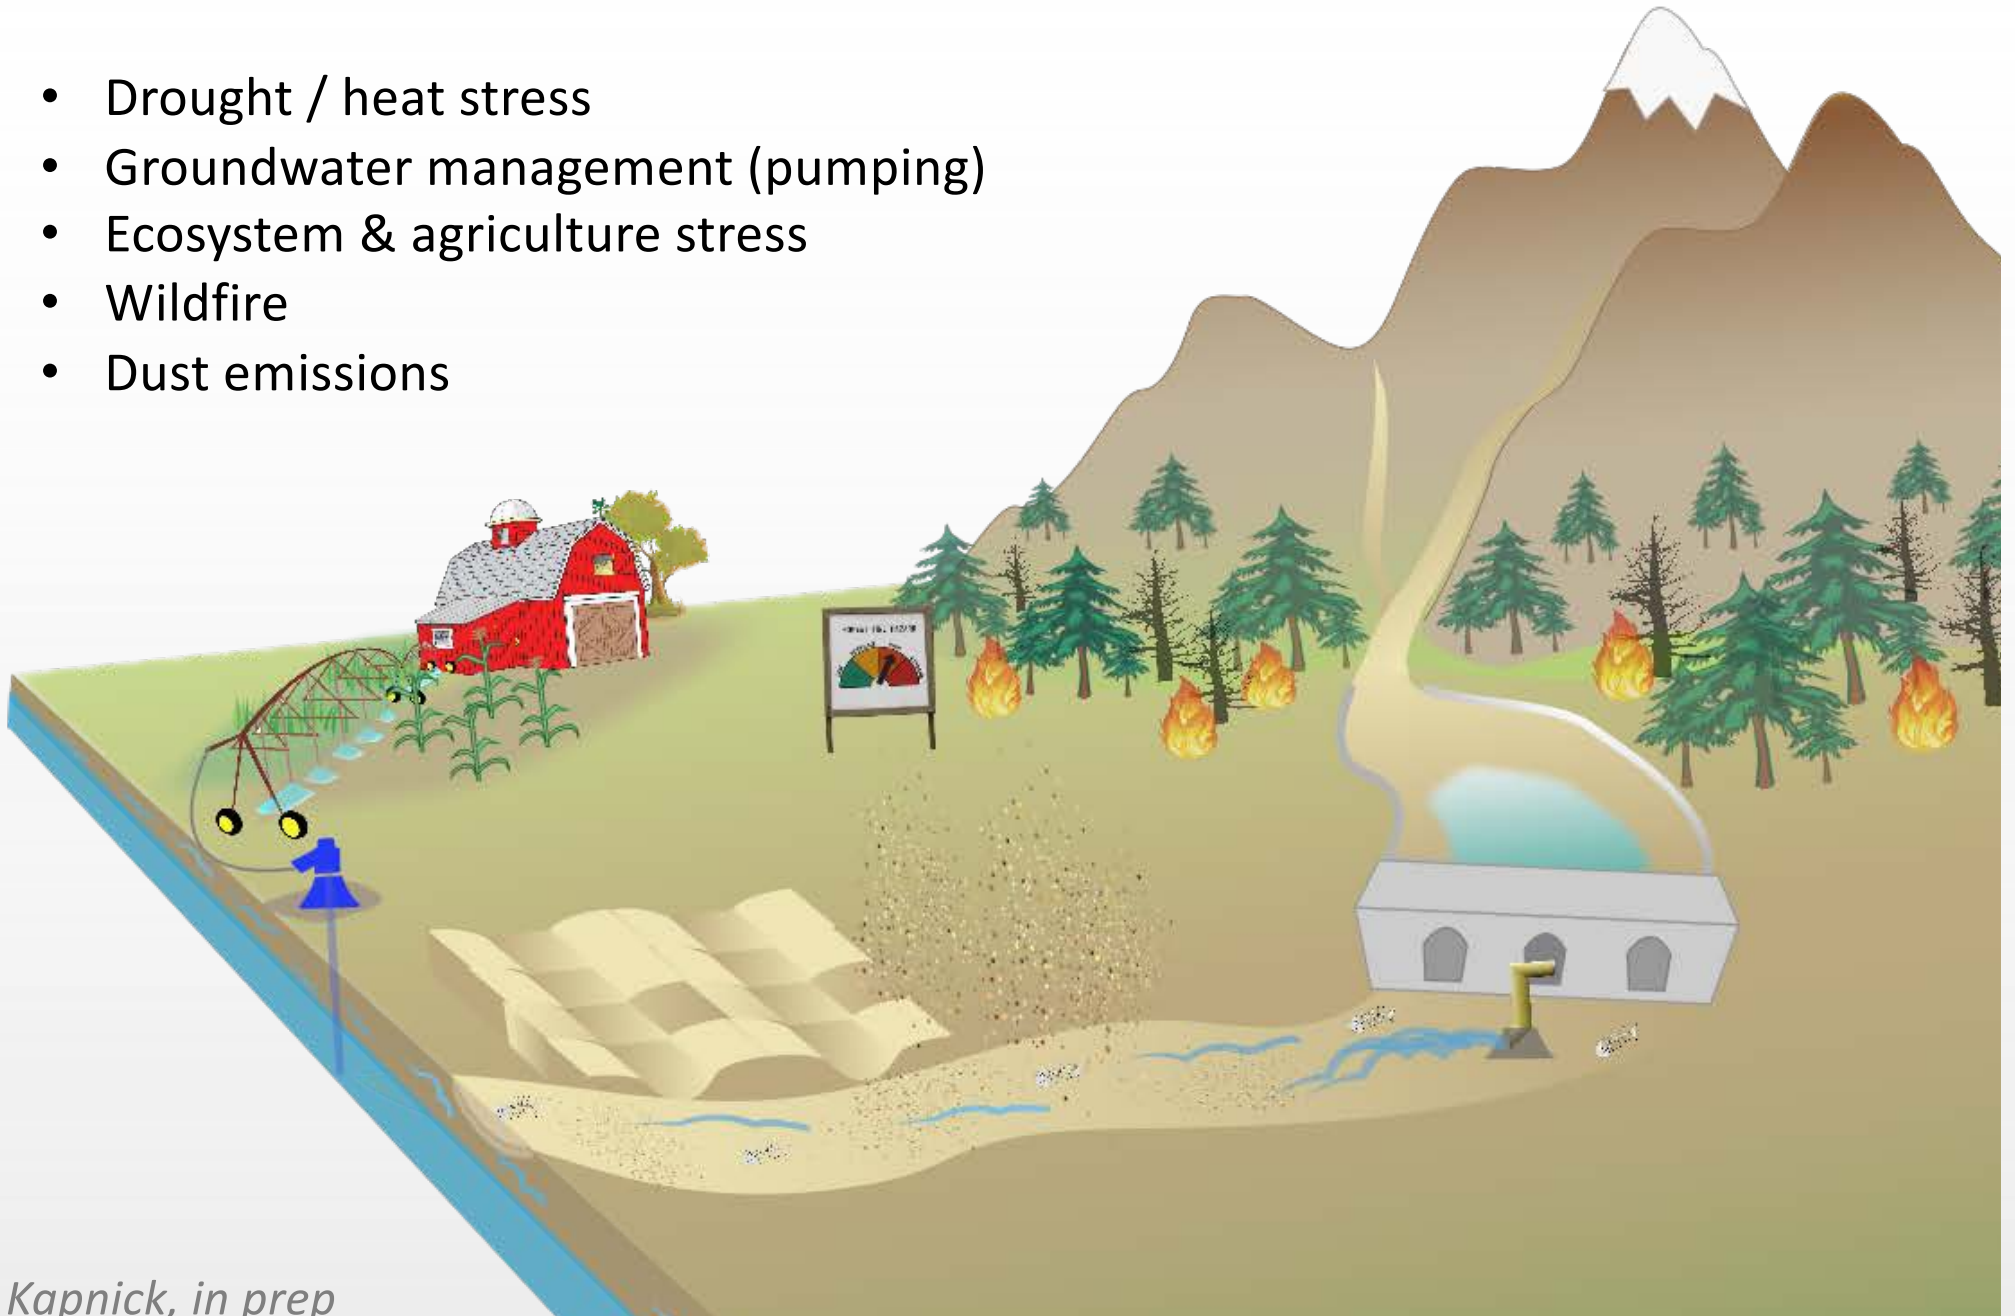 • Drought / heat stress
• Groundwater management (pumping)
• Ecosystem & agriculture stress
• Wildfire
• Dust emissions
Kapnick, in prep